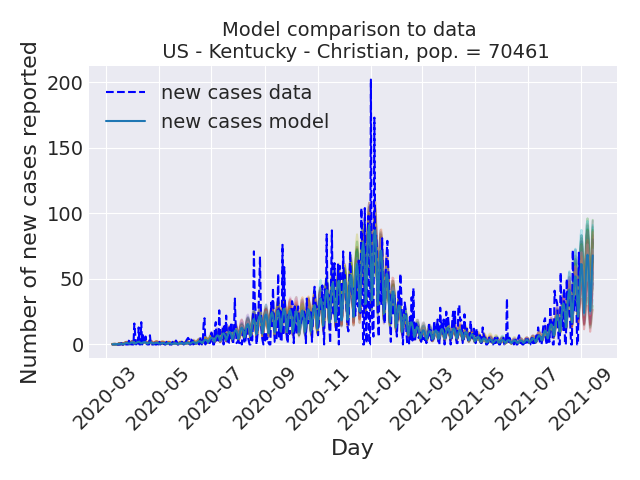 Model comparison to data
US - Kentucky - Christian, pop. = 70461
Number of new cases reported
200
150
100
50
0
new cases data
new cases model
2020-03
2020-05
2020-07
2020-09
2020-11
2021-01
2021-03
2021-05
2021-07
2021-09
Day